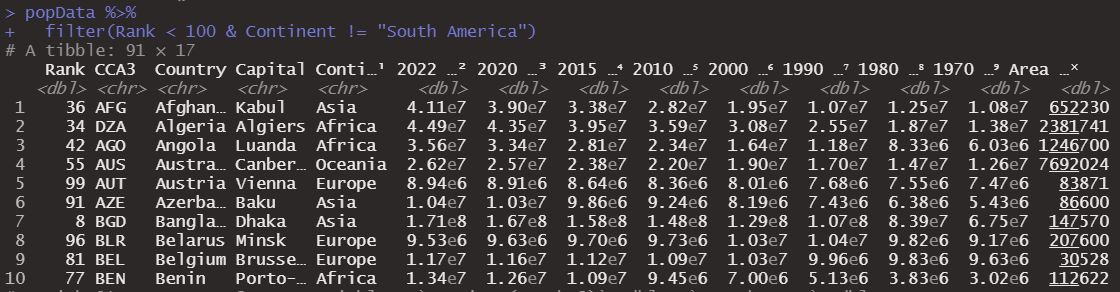 > popData %>%
+   filter(Rank < 100 & Continent != "South America")
# A tibble: 91 × 17
Rank CCA3 Country Capital Conti…¹ 2022 …² 2020 …³ 2015 …⁴ 2010 …⁵ 2000 …⁶ 1990 …⁷ 1980 …⁸ 1970 …⁹ Area …ˣ
<dbl> <chr> <chr> <chr> <chr> <dbl> <dbl> <dbl> <dbl> <dbl> <dbl> <dbl> <dbl> <dbl>
1 36 AFG Afghan… Kabul Asia 4.11e7 3.90e7 3.38e7 2.82e7 1.95e7 1.07e7 1.25e7 1.08e7 652230
2 34 DZA Algeria Algiers Africa 4.49e7 4.35e7 3.95e7 3.59e7 3.08e7 2.55e7 1.87e7 1.38e7 2381741
3 42 AGO Angola Luanda Africa 3.56e7 3.34e7 2.81e7 2.34e7 1.64e7 1.18e7 8.33e6 6.03e6 1246700
4 55 AUS Austra… Canber… Oceania 2.62e7 2.57e7 2.38e7 2.20e7 1.90e7 1.70e7 1.47e7 1.26e7 7692024
5 99 AUT Austria Vienna Europe 8.94e6 8.91e6 8.64e6 8.36e6 8.01e6 7.68e6 7.55e6 7.47e6 83871
6 91 AZE Azerba… Baku Asia 1.04e7 1.03e7 9.86e6 9.24e6 8.19e6 7.43e6 6.38e6 5.43e6 86600
7 8 BGD Bangla… Dhaka Asia 1.71e8 1.67e8 1.58e8 1.48e8 1.29e8 1.07e8 8.39e7 6.75e7 147570
8 96 BLR Belarus Minsk Europe 9.53e6 9.63e6 9.70e6 9.73e6 1.03e7 1.04e7 9.82e6 9.17e6 207600
9 81 BEL Belgium Brusse… Europe 1.17e7 1.16e7 1.12e7 1.09e7 1.03e7 9.96e6 9.83e6 9.63e6 30528
10 77 BEN Benin Porto-… Africa 1.34e7 1.26e7 1.09e7 9.45e6 7.00e6 5.13e6 3.83e6 3.02e6 112622